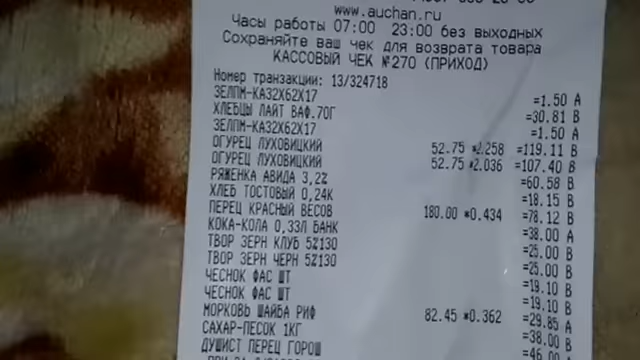 www.auchan.ru
Часы работы 07:00 23:00 без выходных
Сохраняйте ваш чек для возврата товара
КАССОВЫЙ ЧЕК №270 (ПРИХОД)
Номер транзакции: 13/324718
ЗЕЛПМ-КА32Х62Х17 =1.50 А
ХЛЕБЦЫ ЛАЙТ ВАФ.70Г =30.81 В
ЗЕЛПМ-КА32Х62Х17 =1.50 А
ОГУРЕЦ ЛУХОВИЦКИЙ 52.75 *2.258 =119.11 В
ОГУРЕЦ ЛУХОВИЦКИЙ 52.75 *2.036 =107.40 В
РЯЖЕНКА АВИДА 3,2% =60.58 В
ХЛЕБ ТОСТОВЫЙ 0,24К =18.15 В
ПЕРЕЦ КРАСНЫЙ ВЕСОВ 180.00 *0.434 =78.12 В
КОКА-КОЛА 0,33Л БАНК =38.00 А
ТВОР ЗЕРН КЛУБ 5%130 =25.00 В
ТВОР ЗЕРН ЧЕРН 5%130 =25.00 В
ЧЕСНОК ФАС ШТ =19.10 В
ЧЕСНОК ФАС ШТ =19.10 В
МОРКОВЬ ШАЙБА РИФ 82.45 *0.362 =29.85 А
САХАР-ПЕСОК 1КГ =38.00 В
ДУШИСТ ПЕРЕЦ ГОРОШ